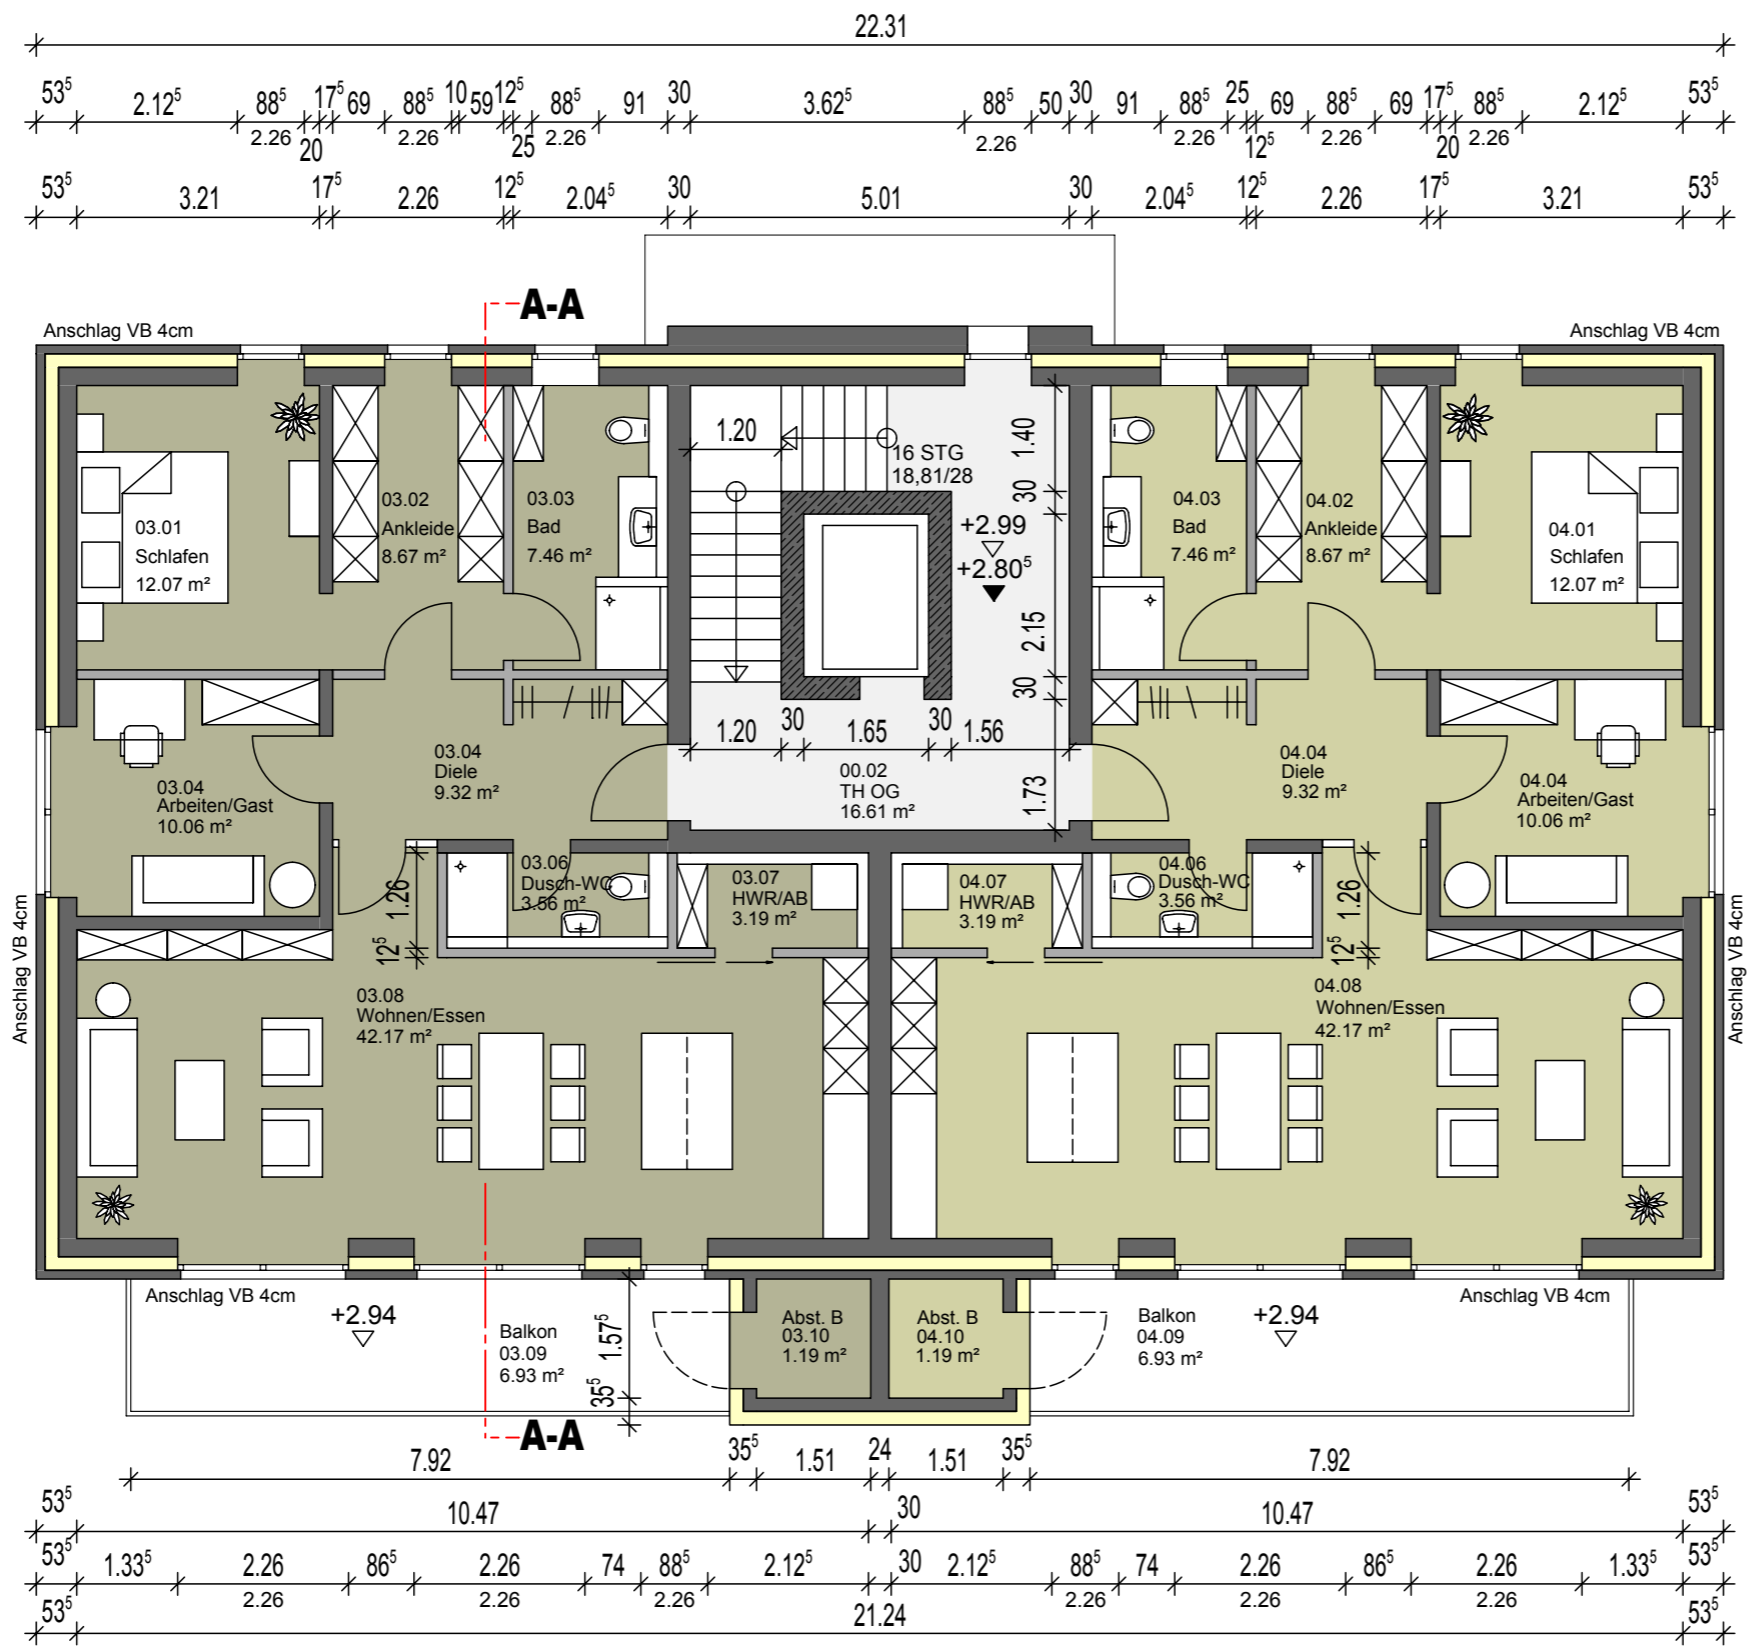 22.31
53⁵ 2.12⁵ 88⁵ 17⁵ 69 88⁵ 10 59 12⁵ 88⁵ 91 30 3.62⁵ 88⁵ 50 30 91 88⁵ 25 69 88⁵ 69 17⁵ 88⁵ 2.12⁵ 53⁵
2.26 20 2.26 25 2.26 2.26 2.26 12⁵ 2.26 20 2.26
53⁵ 3.21 17⁵ 2.26 12⁵ 2.04⁵ 30 5.01 30 2.04⁵ 12⁵ 2.26 17⁵ 3.21 53⁵
A-A
Anschlag VB 4cm
Anschlag VB 4cm
03.01
Schlafen
12.07 m²
03.02
Ankleide
8.67 m²
03.03
Bad
7.46 m²
1.20
16 STG
18,81/28
1.40
30
+2.99
+2.80⁵
2.15
30
04.03
Bad
7.46 m²
04.02
Ankleide
8.67 m²
04.01
Schlafen
12.07 m²
1.20 30 1.65 30 1.56
03.04
Arbeiten/Gast
10.06 m²
03.04
Diele
9.32 m²
00.02
TH OG
16.61 m²
1.73
04.04
Diele
9.32 m²
04.04
Arbeiten/Gast
10.06 m²
1.26
12⁵
03.06
Dusch-WC
3.56 m²
03.07
HWR/AB
3.19 m²
04.07
HWR/AB
3.19 m²
04.06
Dusch-WC
3.56 m²
1.26
12⁵
Anschlag VB 4cm
Anschlag VB 4cm
03.08
Wohnen/Essen
42.17 m²
04.08
Wohnen/Essen
42.17 m²
Anschlag VB 4cm
Anschlag VB 4cm
+2.94
Balkon
03.09
6.93 m²
1.57⁵
35⁵
Abst. B
03.10
1.19 m²
Abst. B
04.10
1.19 m²
Balkon
04.09
6.93 m²
+2.94
A-A
7.92 35⁵ 1.51 24 1.51 35⁵ 7.92
53⁵ 10.47 30 10.47 53⁵
53⁵ 1.33⁵ 2.26 86⁵ 2.26 74 88⁵ 2.12⁵ 30 2.12⁵ 88⁵ 74 2.26 86⁵ 2.26 1.33⁵ 53⁵
2.26 2.26 2.26 2.26 2.26 2.26
53⁵ 21.24 53⁵